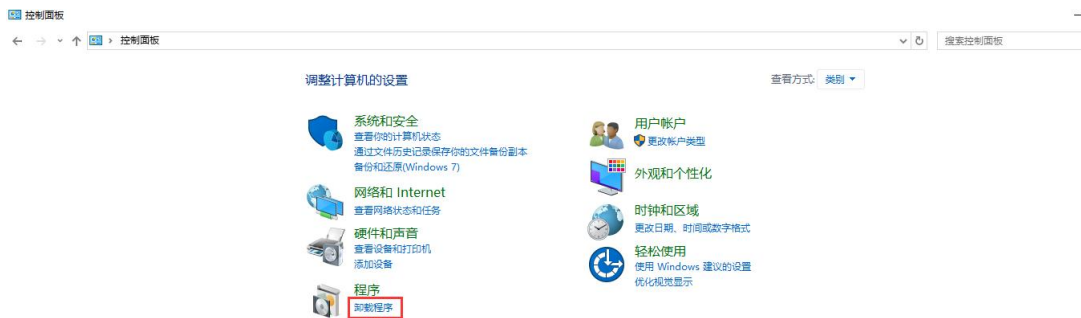 控制面板
控制面板
搜索控制面板
调整计算机的设置
查看方式: 类别
系统和安全
查看你的计算机状态
通过文件历史记录保存你的文件备份副本
备份和还原(Windows 7)
网络和 Internet
查看网络状态和任务
硬件和声音
查看设备和打印机
添加设备
程序
卸载程序
用户帐户
更改帐户类型
外观和个性化
时钟和区域
更改日期、时间或数字格式
轻松使用
使用 Windows 建议的设置
优化视觉显示